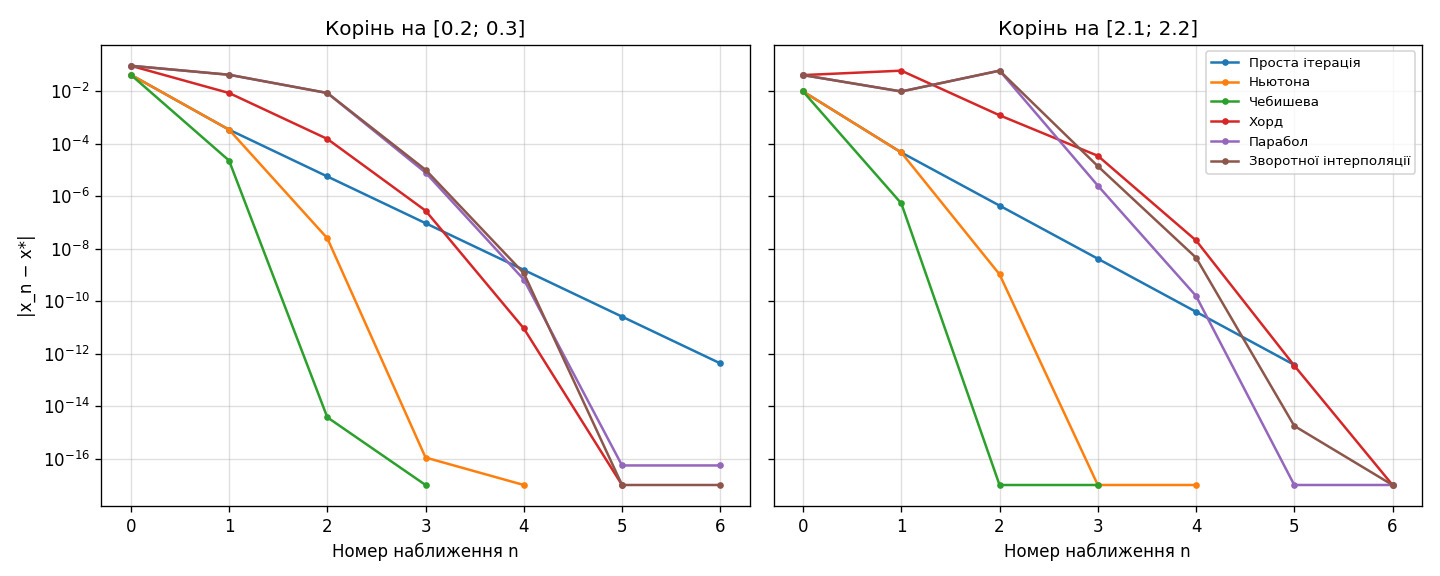 Корінь на [0.2; 0.3]
|x_n − x*|
10⁻²
10⁻⁴
10⁻⁶
10⁻⁸
10⁻¹⁰
10⁻¹²
10⁻¹⁴
10⁻¹⁶
0 1 2 3 4 5 6
Номер наближення n
Корінь на [2.1; 2.2]
Проста ітерація
Ньютона
Чебишева
Хорд
Парабол
Зворотної інтерполяції
0 1 2 3 4 5 6
Номер наближення n